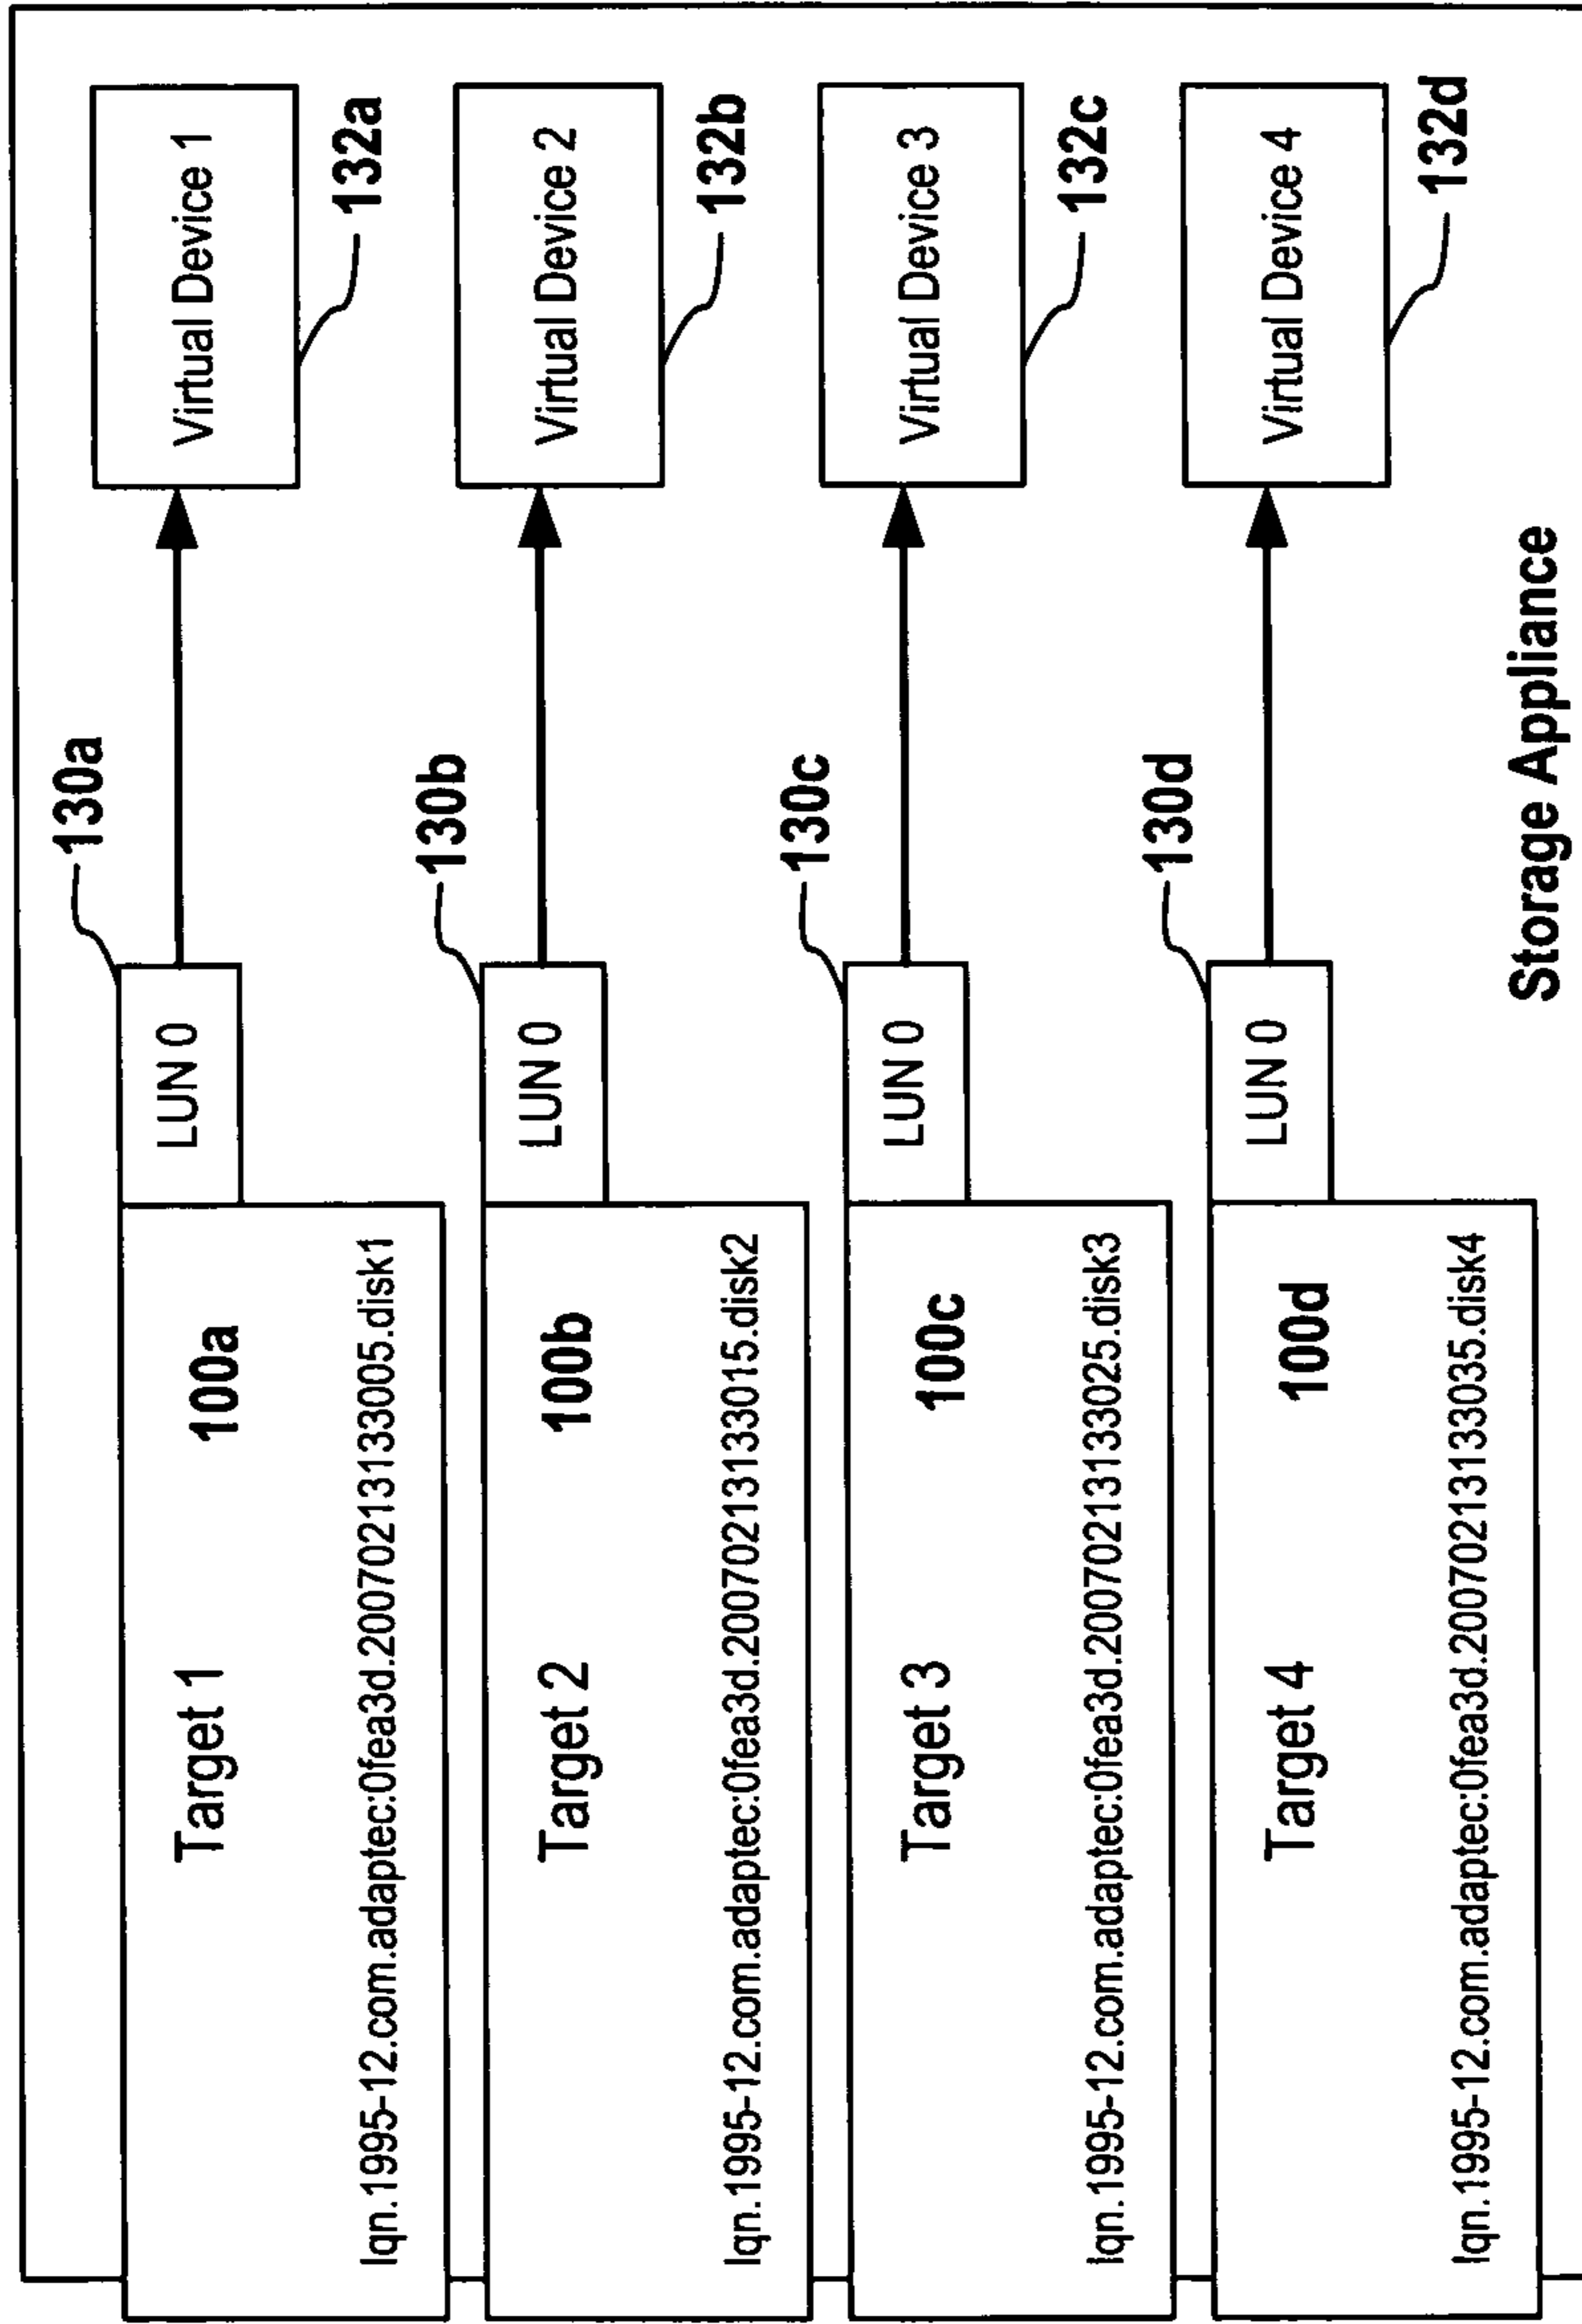 130a
Target 1 100a LUN 0 Virtual Device 1
Iqn.1995-12.com.adaptec:0fea3d.20070213133005.disk1 132a
130b
Target 2 100b LUN 0 Virtual Device 2
Iqn.1995-12.com.adaptec:0fea3d.20070213133015.disk2 132b
130c
Target 3 100c LUN 0 Virtual Device 3
Iqn.1995-12.com.adaptec:0fea3d.20070213133025.disk3 132c
130d
Target 4 100d LUN 0 Virtual Device 4
Iqn.1995-12.com.adaptec:0fea3d.20070213133035.disk4 132d
Storage Appliance